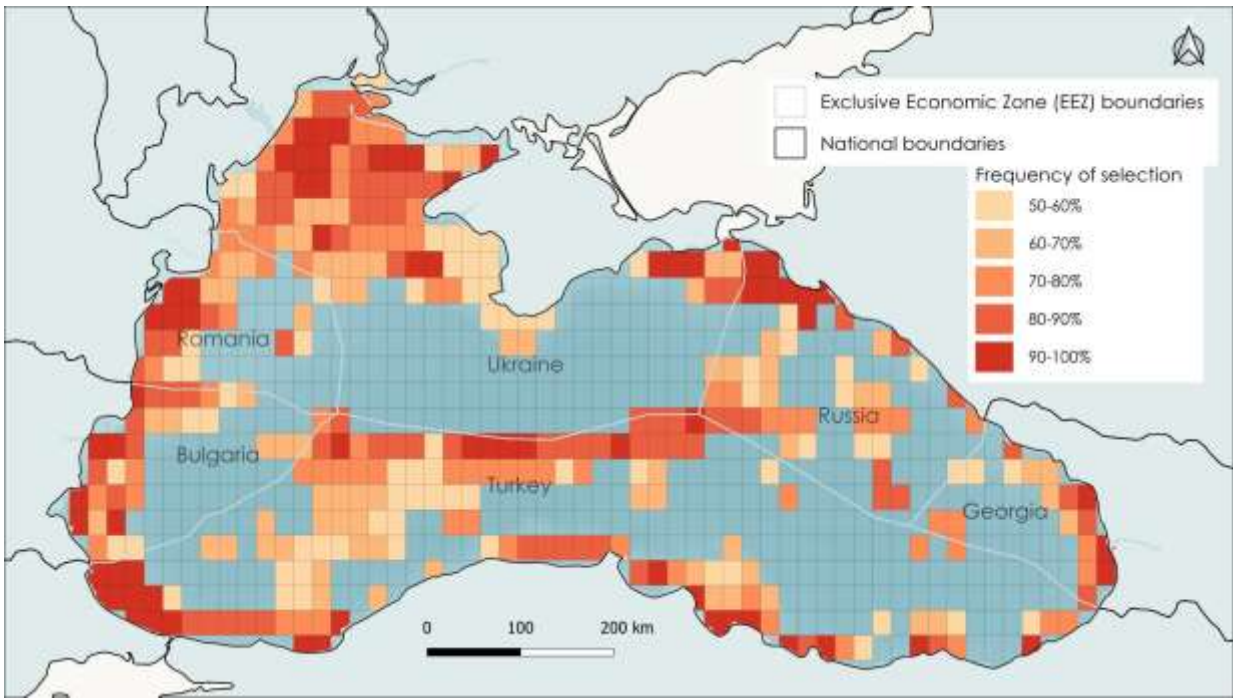 Exclusive Economic Zone (EEZ) boundaries
National boundaries
Frequency of selection
50-60%
60-70%
70-80%
80-90%
90-100%
Romania
Ukraine
Russia
Bulgaria
Turkey
Georgia
0 100 200 km